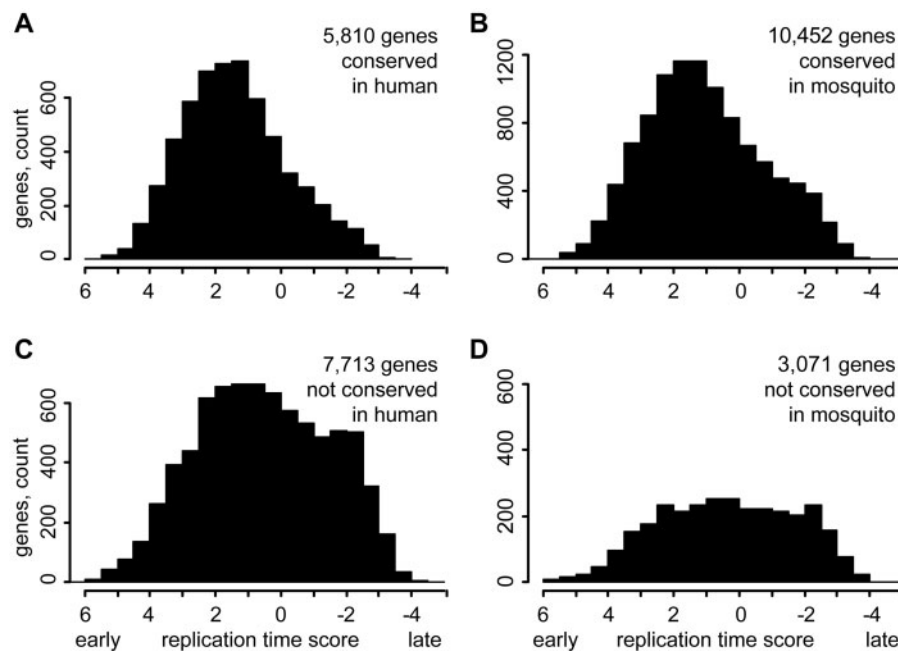 A
5,810 genes
conserved
in human
genes, count
600
400
200
0
6 4 2 0 -2 -4
B
10,452 genes
conserved
in mosquito
1200
800
400
0
6 4 2 0 -2 -4
C
7,713 genes
not conserved
in human
genes, count
600
400
200
0
6 4 2 0 -2 -4
early replication time score late
D
3,071 genes
not conserved
in mosquito
600
400
200
0
6 4 2 0 -2 -4
early replication time score late